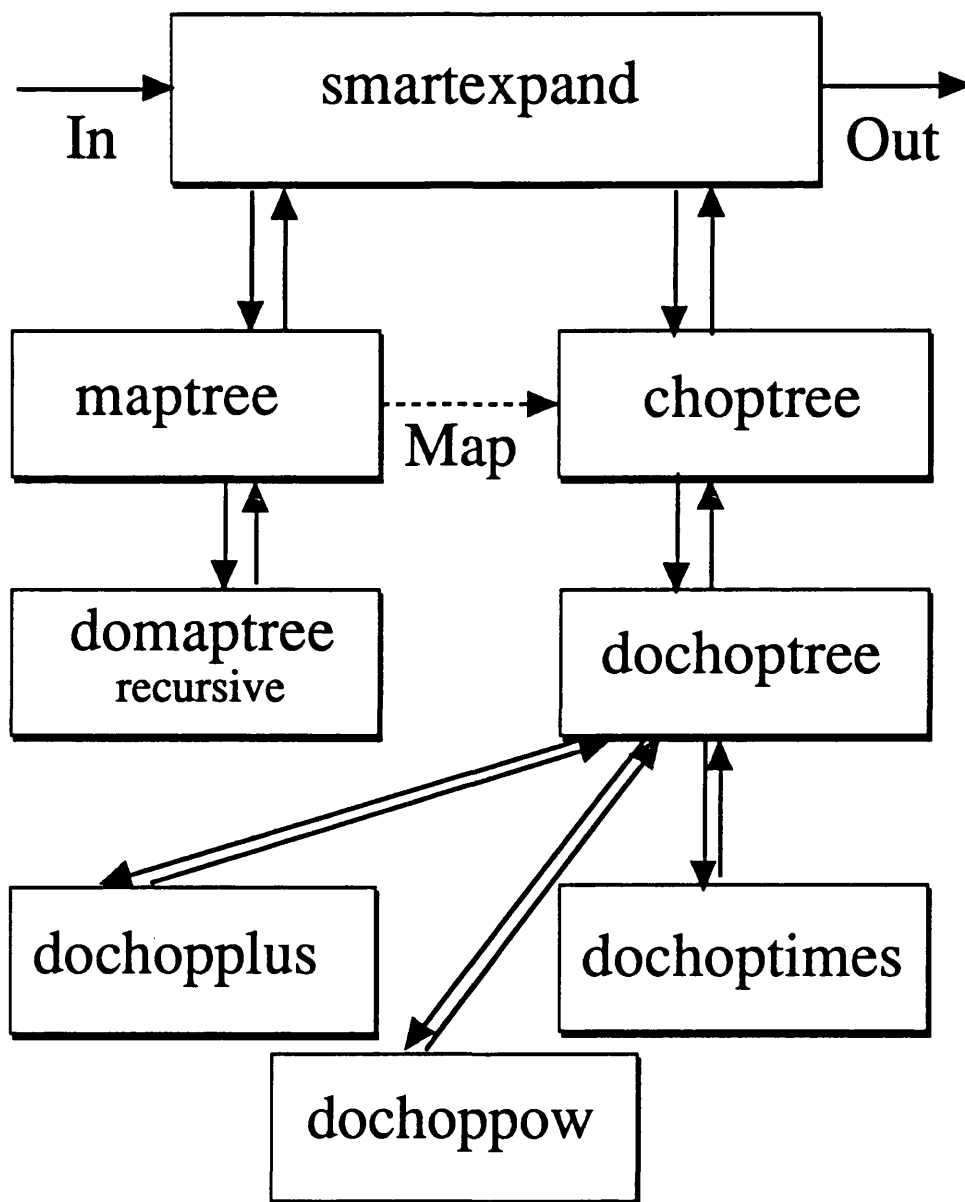 smartexpand
In
Out
maptree
choptree
Map
domaptree
recursive
dochoptree
dochopplus
dochoptimes
dochoppow